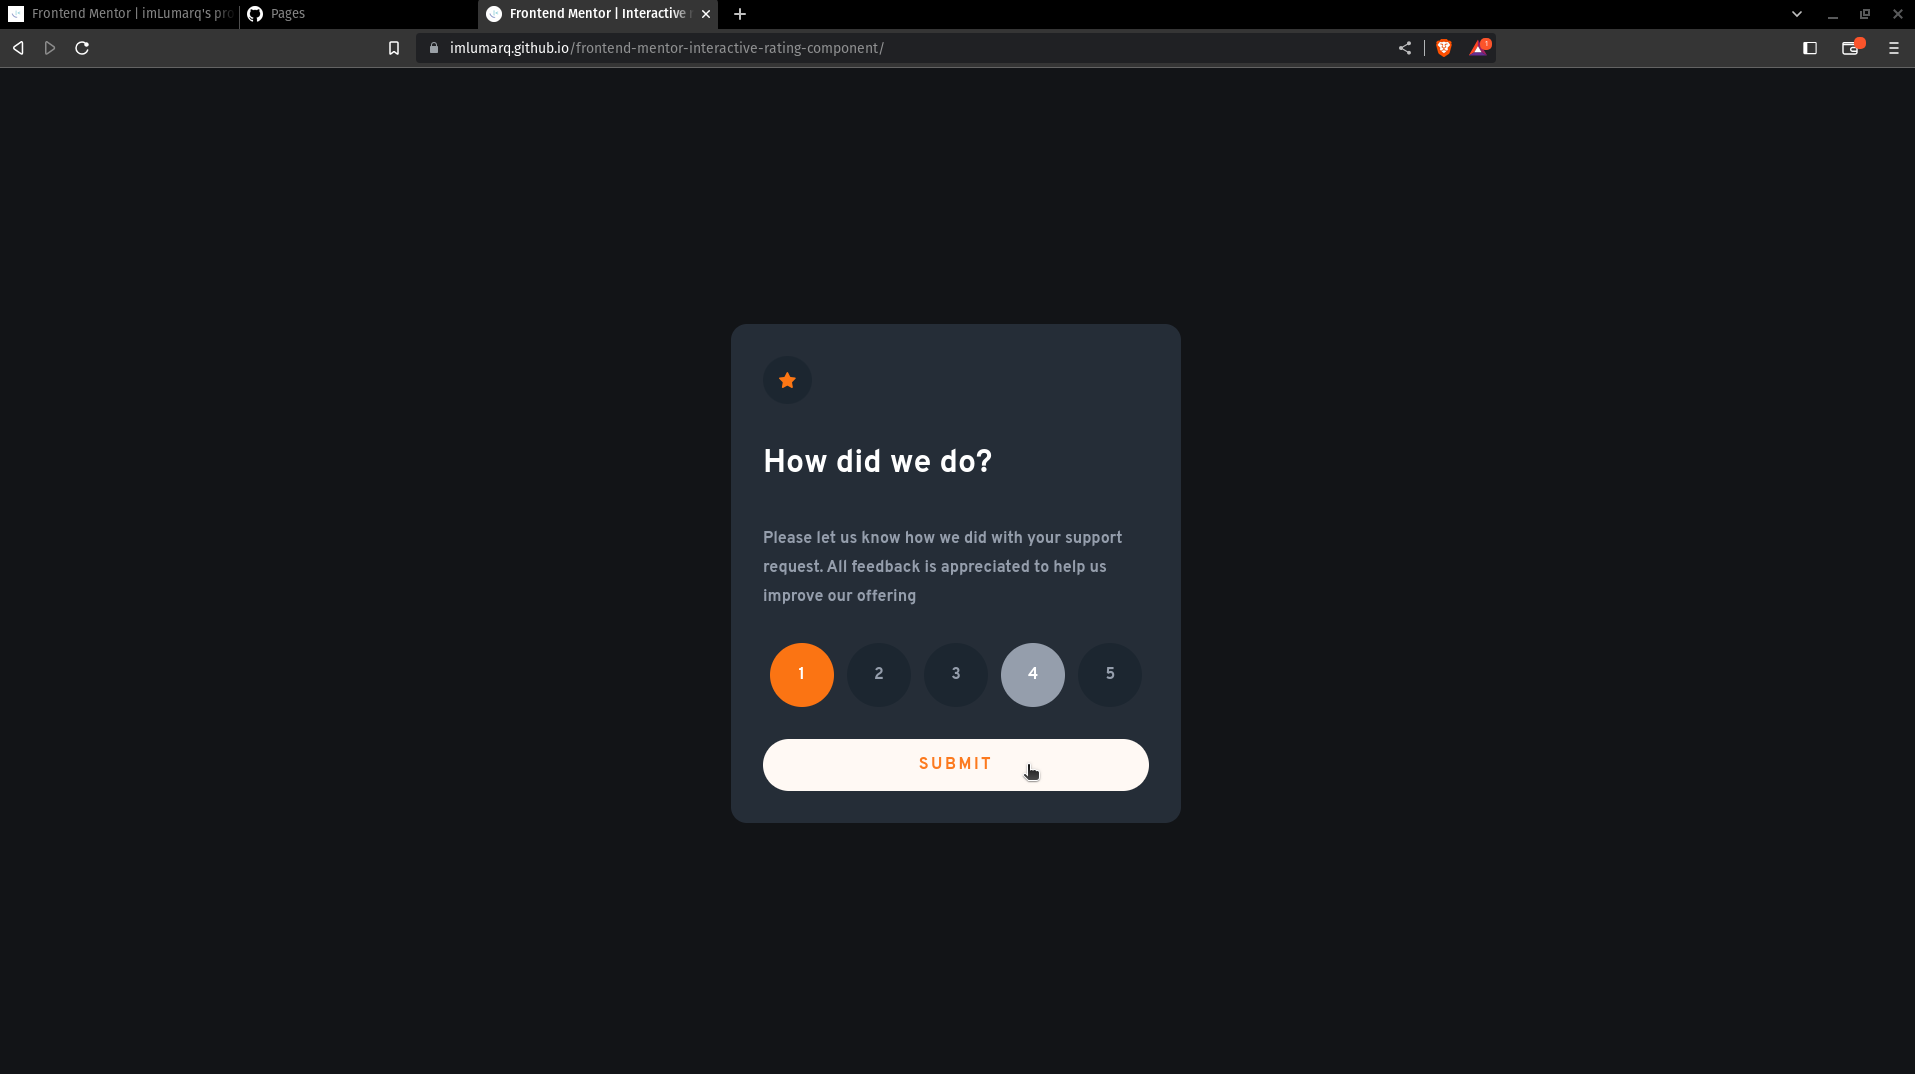 Frontend Mentor | imLumarq's pro
Pages
Frontend Mentor | Interactive r
imlumarq.github.io/frontend-mentor-interactive-rating-component/
1
How did we do?
Please let us know how we did with your support
request. All feedback is appreciated to help us
improve our offering
1 2 3 4 5
SUBMIT